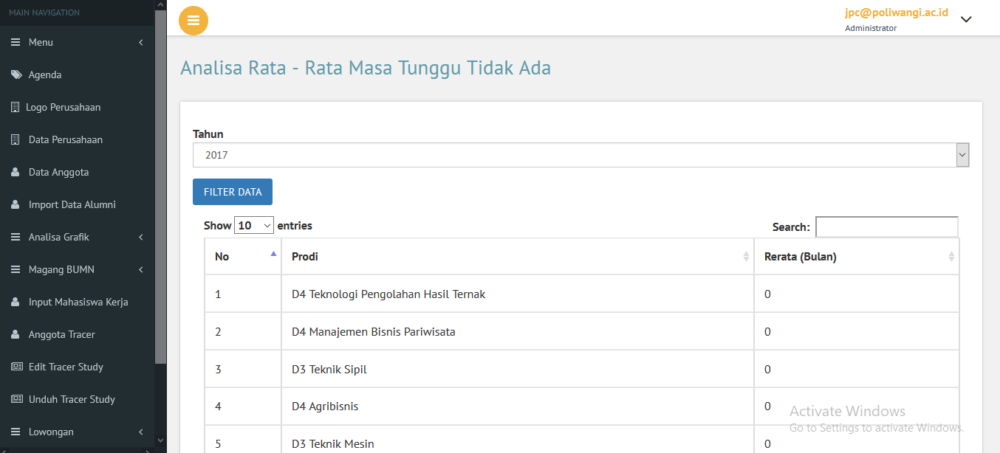 MAIN NAVIGATION
Menu
Agenda
Logo Perusahaan
Data Perusahaan
Data Anggota
Import Data Alumni
Analisa Grafik
Magang BUMN
Input Mahasiswa Kerja
Anggota Tracer
Edit Tracer Study
Unduh Tracer Study
Lowongan
jpc@poliwangi.ac.id
Administrator
Analisa Rata - Rata Masa Tunggu Tidak Ada
Tahun
2017
FILTER DATA
Show 10 entries
Search:
No Prodi Rerata (Bulan)
1 D4 Teknologi Pengolahan Hasil Ternak 0
2 D4 Manajemen Bisnis Pariwisata 0
3 D3 Teknik Sipil 0
4 D4 Agribisnis 0
5 D3 Teknik Mesin 0
Activate Windows
Go to Settings to activate Windows.